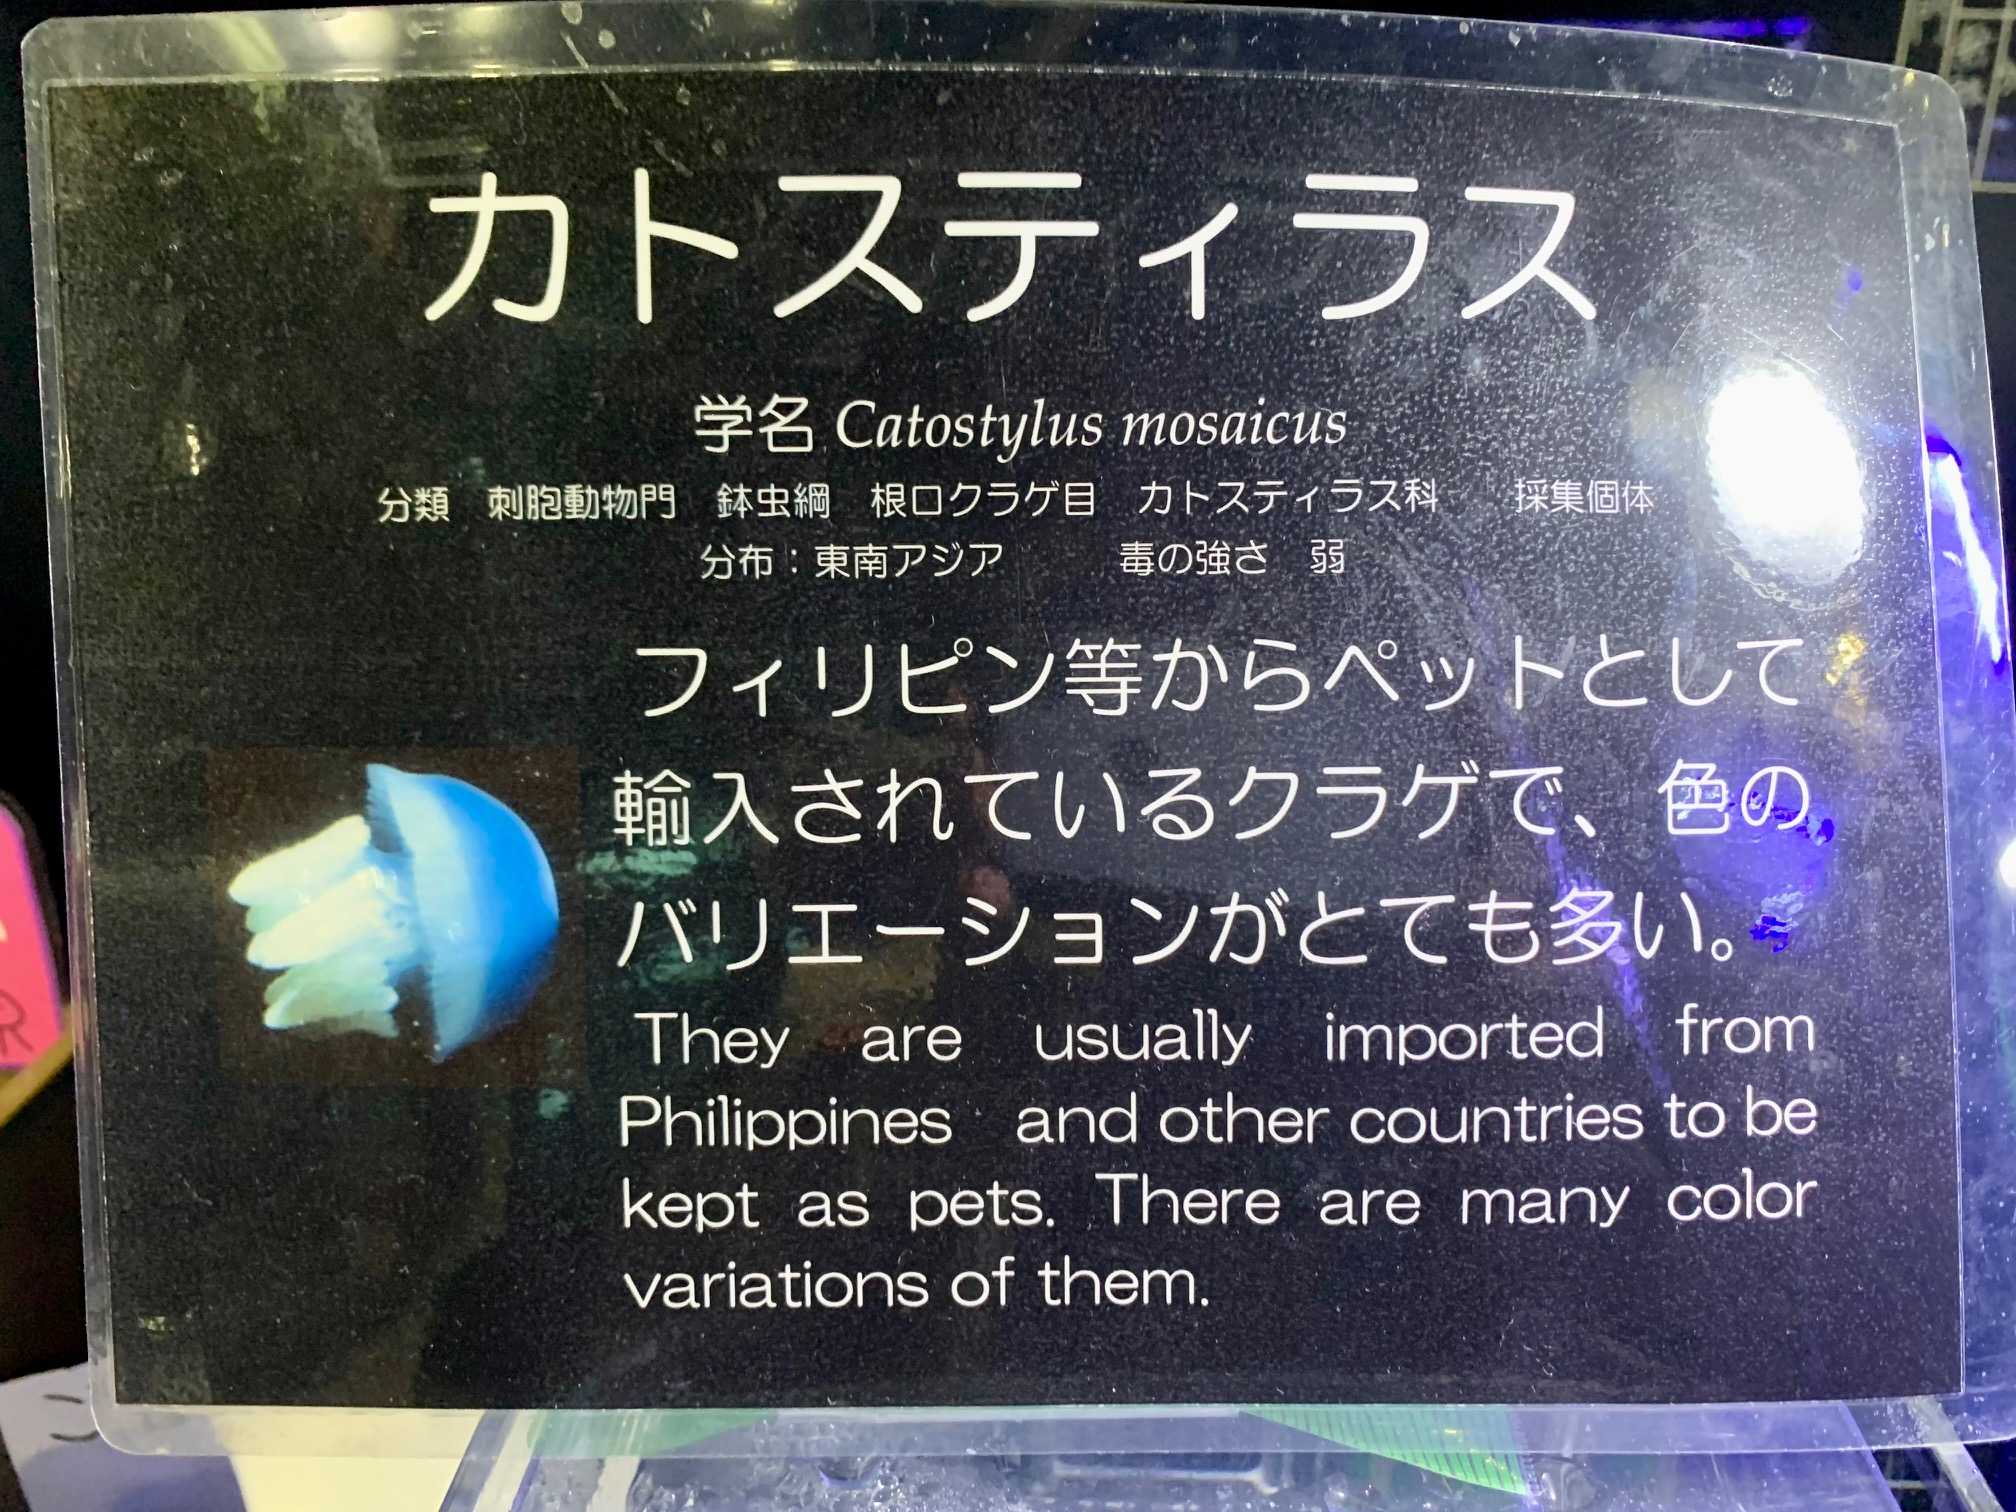 カトスティラス
学名 Catostylus mosaicus
分類　刺胞動物門　鉢虫綱　根口クラゲ目　カトスティラス科　　採集個体
分布：東南アジア　　　毒の強さ　弱
フィリピン等からペットとして
輸入されているクラゲで、色の
バリエーションがとても多い。
They are usually imported from
Philippines and other countries to be
kept as pets. There are many color
variations of them.
R